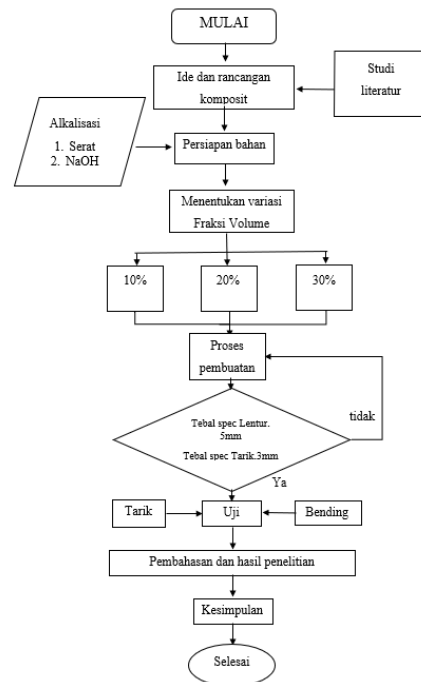 MULAI
Ide dan rancangan
komposit
Studi
literatur
Alkalisasi
1. Serat
2. NaOH
Persiapan bahan
Menentukan variasi
Fraksi Volume
10%
20%
30%
Proses
pembuatan
tidak
Tebal spec Lentur.
5mm
Tebal spec Tarik.3mm
Ya
Tarik
Uji
Bending
Pembahasan dan hasil penelitian
Kesimpulan
Selesai